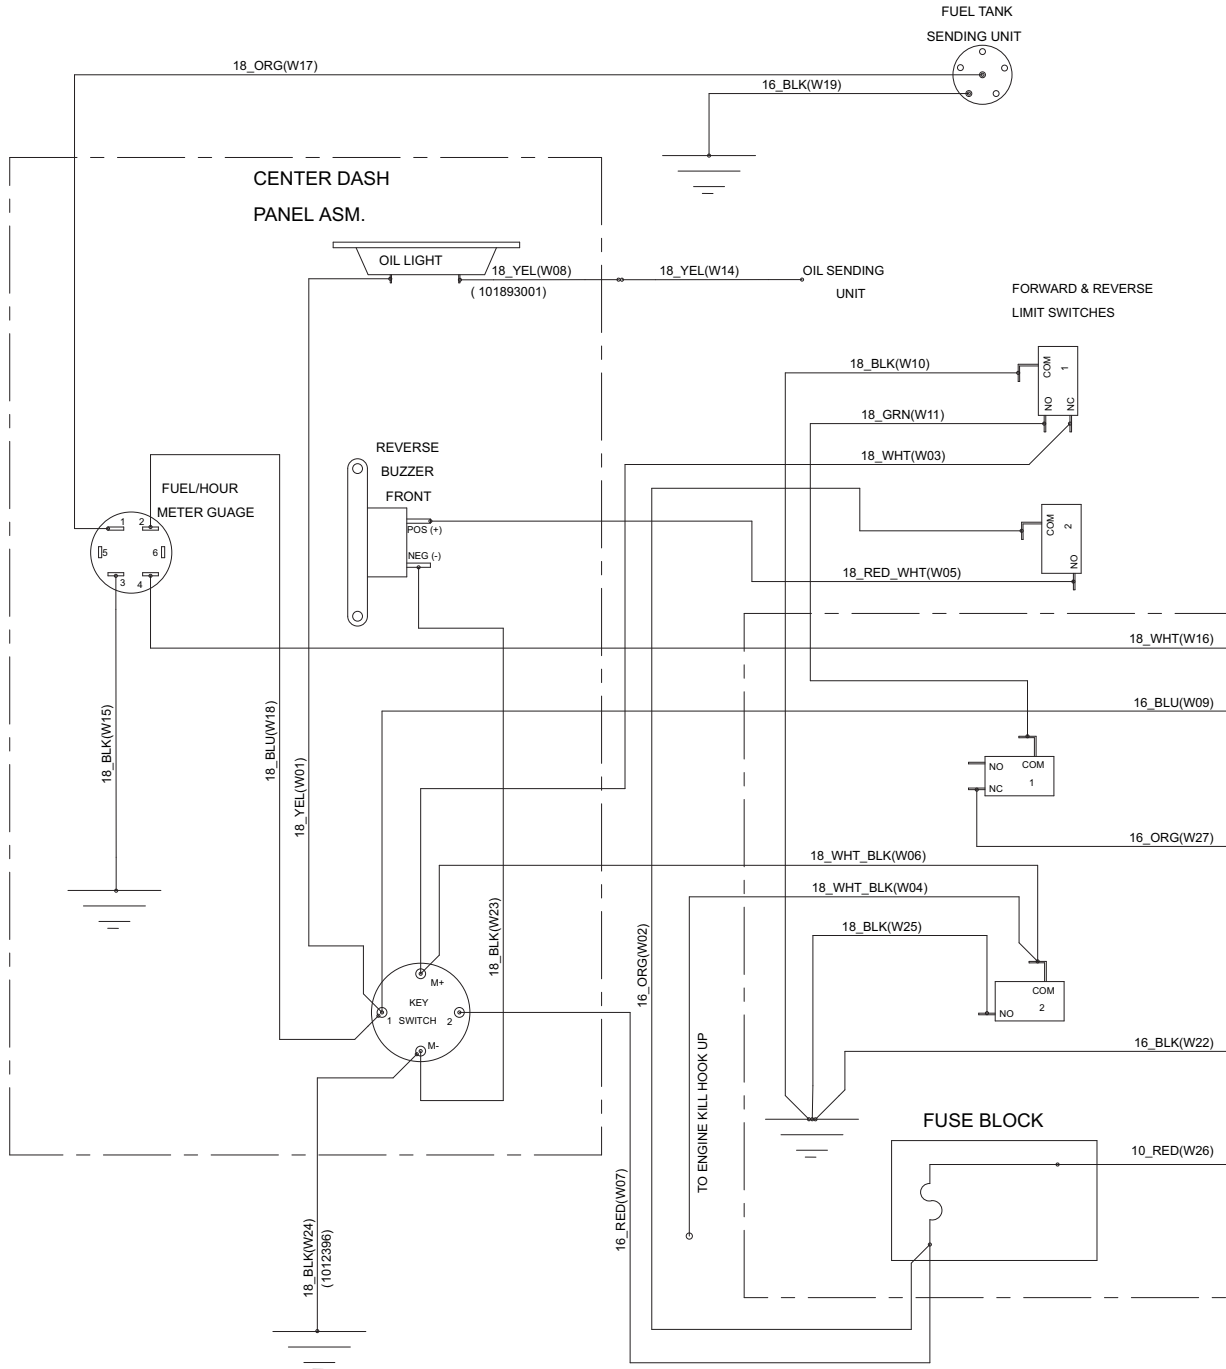 FUEL TANK
SENDING UNIT
18_ORG(W17)
16_BLK(W19)
CENTER DASH
PANEL ASM.
OIL LIGHT
18_YEL(W08)
( 101893001)
18_YEL(W14)
OIL SENDING
UNIT
FORWARD & REVERSE
LIMIT SWITCHES
18_BLK(W10)
COM
1
NO
NC
18_GRN(W11)
18_WHT(W03)
REVERSE
BUZZER
FRONT
POS (+)
NEG (-)
FUEL/HOUR
METER GUAGE
1
2
5
6
3
4
COM
2
NO
18_RED_WHT(W05)
18_WHT(W16)
16_BLU(W09)
18_BLK(W15)
18_BLU(W18)
18_YEL(W01)
NO
COM
NC
1
16_ORG(W27)
18_WHT_BLK(W06)
18_WHT_BLK(W04)
18_BLK(W25)
18_BLK(W23)
16_ORG(W02)
M+
KEY
SWITCH
1
2
M-
COM
2
NO
TO ENGINE KILL HOOK UP
16_BLK(W22)
FUSE BLOCK
10_RED(W26)
16_RED(W07)
18_BLK(W24)
(1012396)